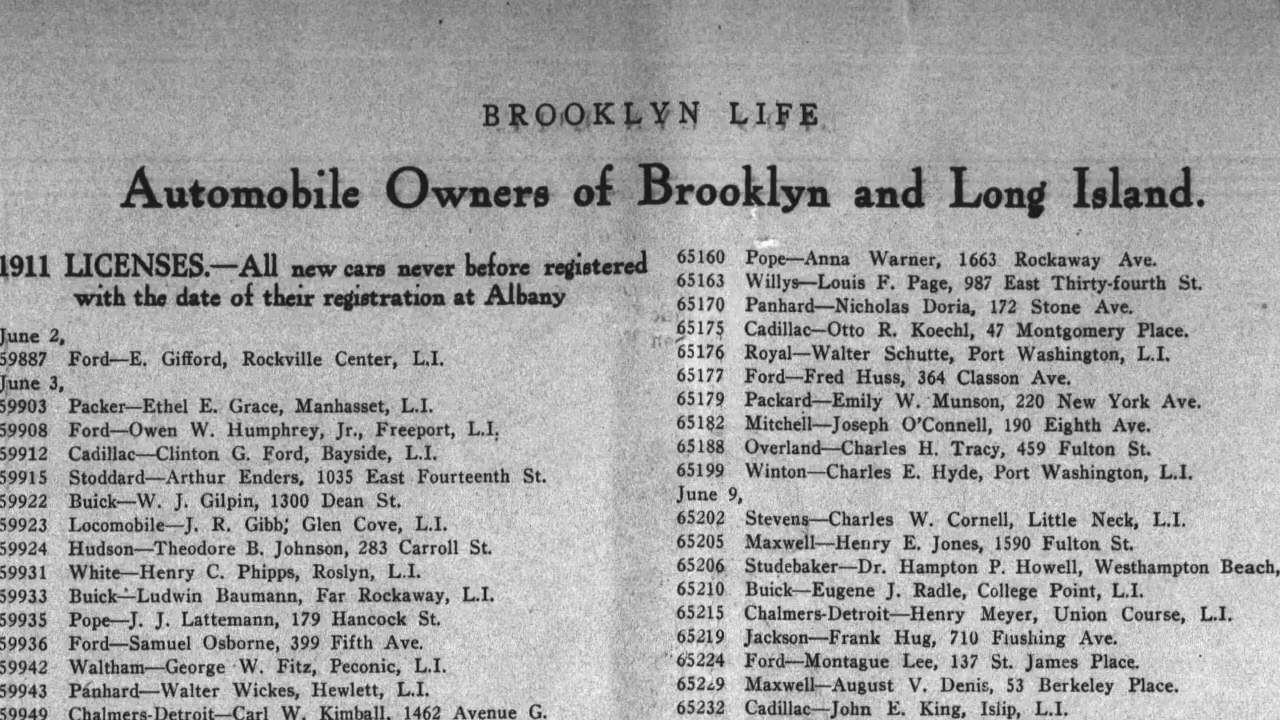 BROOKLYN LIFE
Automobile Owners of Brooklyn and Long Island.
1911 LICENSES.—All new cars never before registered
with the date of their registration at Albany
June 2,
59887 Ford—E. Gifford, Rockville Center, L.I.
June 3,
59903 Packer—Ethel E. Grace, Manhasset, L.I.
59908 Ford—Owen W. Humphrey, Jr., Freeport, L.I.
59912 Cadillac—Clinton G. Ford, Bayside, L.I.
59915 Stoddard—Arthur Enders, 1035 East Fourteenth St.
59922 Buick—W. J. Gilpin, 1300 Dean St.
59923 Locomobile—J. R. Gibb; Glen Cove, L.I.
59924 Hudson—Theodore B. Johnson, 283 Carroll St.
59931 White—Henry C. Phipps, Roslyn, L.I.
59933 Buick—Ludwin Baumann, Far Rockaway, L.I.
59935 Pope—J. J. Lattemann, 179 Hancock St.
59936 Ford—Samuel Osborne, 399 Fifth Ave.
59942 Waltham—George W. Fitz, Peconic, L.I.
59943 Panhard—Walter Wickes, Hewlett, L.I.
59949 Chalmers-Detroit—Carl W. Kimball, 1462 Avenue G.
65160 Pope—Anna Warner, 1663 Rockaway Ave.
65163 Willys—Louis F. Page, 987 East Thirty-fourth St.
65170 Panhard—Nicholas Doria, 172 Stone Ave.
65175 Cadillac—Otto R. Koechl, 47 Montgomery Place.
65176 Royal—Walter Schutte, Port Washington, L.I.
65177 Ford—Fred Huss, 364 Classon Ave.
65179 Packard—Emily W. Munson, 220 New York Ave.
65182 Mitchell—Joseph O'Connell, 190 Eighth Ave.
65188 Overland—Charles H. Tracy, 459 Fulton St.
65199 Winton—Charles E. Hyde, Port Washington, L.I.
June 9,
65202 Stevens—Charles W. Cornell, Little Neck, L.I.
65205 Maxwell—Henry E. Jones, 1590 Fulton St.
65206 Studebaker—Dr. Hampton P. Howell, Westhampton Beach,
65210 Buick—Eugene J. Radle, College Point, L.I.
65215 Chalmers-Detroit—Henry Meyer, Union Course, L.I.
65219 Jackson—Frank Hug, 710 Flushing Ave.
65224 Ford—Montague Lee, 137 St. James Place.
65229 Maxwell—August V. Denis, 53 Berkeley Place.
65232 Cadillac—John E. King, Islip, L.I.